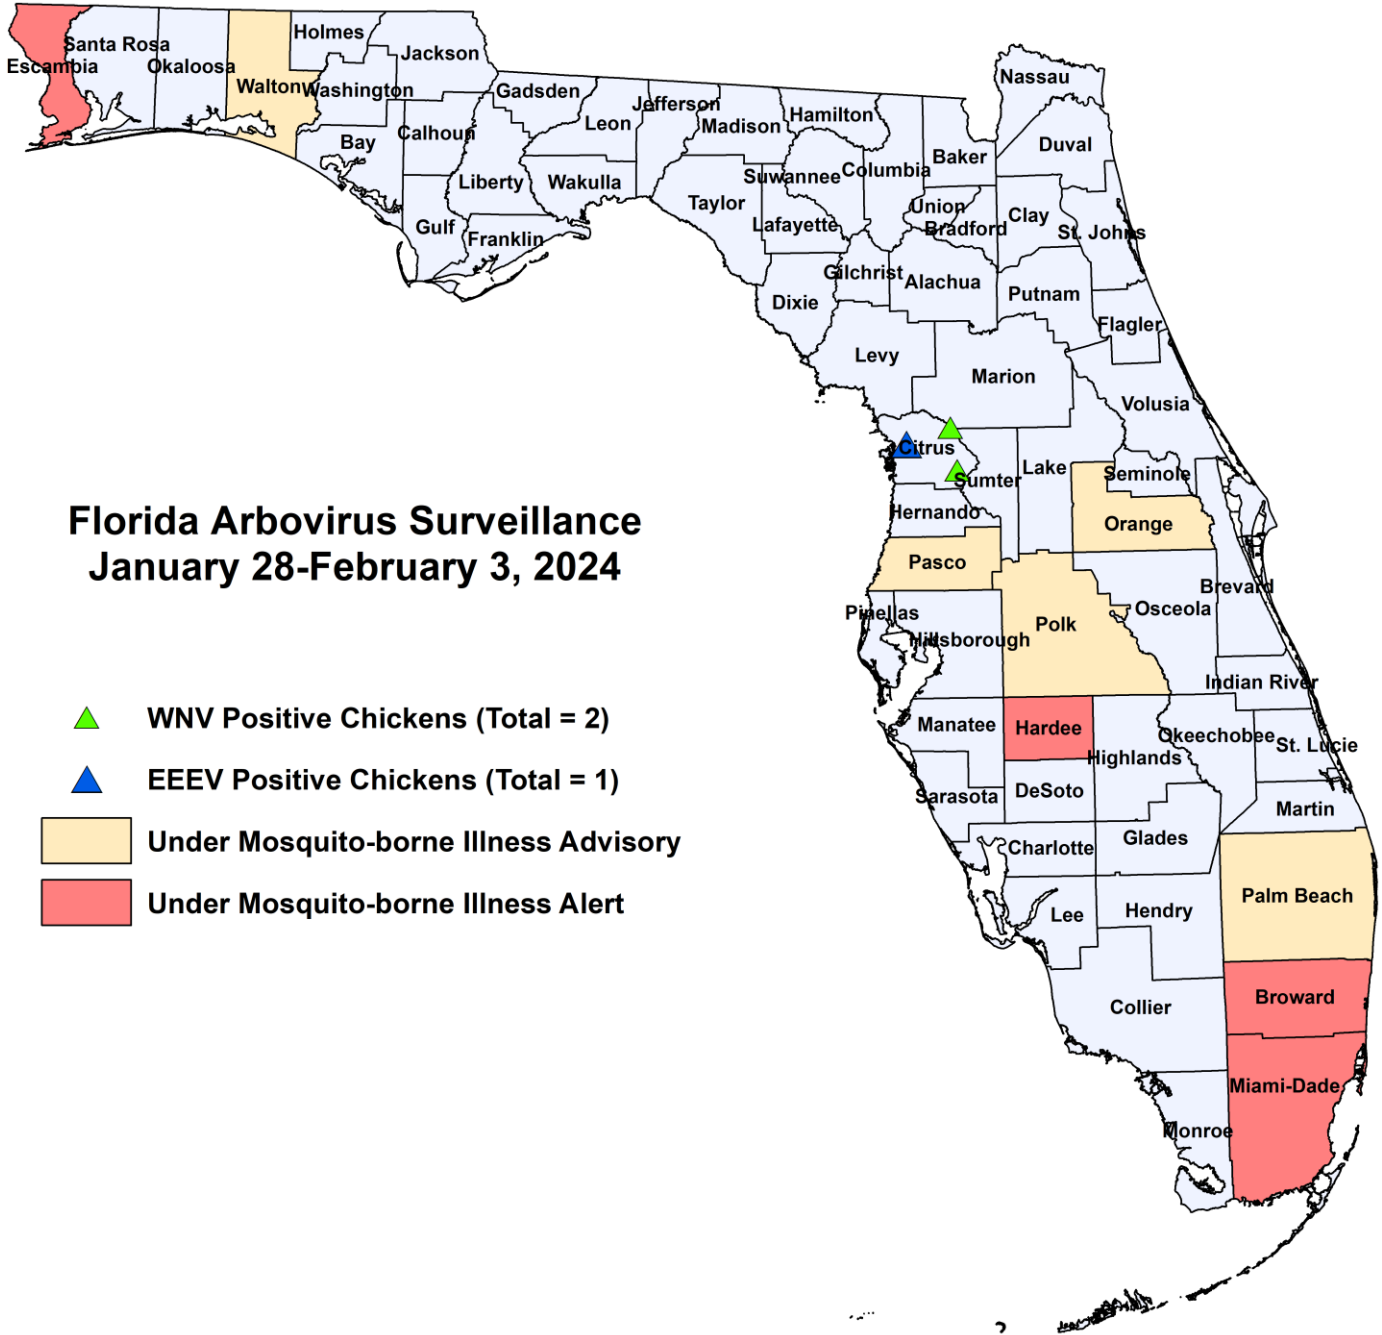 Holmes
Santa Rosa
Jackson
Escambia
Okaloosa
Walton
Washington
Gadsden
Nassau
Jefferson
Leon
Madison
Hamilton
Calhoun
Bay
Duval
Baker
Columbia
Suwannee
Liberty
Wakulla
Taylor
Union
Clay
Lafayette
Bradford
St. Johns
Gulf
Franklin
Gilchrist
Alachua
Dixie
Putnam
Flagler
Levy
Marion
Volusia
Citrus
Lake
Sumter
Seminole
Hernando
Orange
Florida Arbovirus Surveillance
January 28-February 3, 2024
Pasco
Brevard
Pinellas
Polk
Osceola
Hillsborough
Indian River
Manatee
Hardee
Okeechobee
St. Lucie
Highlands
Sarasota
DeSoto
Martin
Charlotte
Glades
Palm Beach
Lee
Hendry
Broward
Collier
Miami-Dade
Monroe
WNV Positive Chickens (Total = 2)
EEEV Positive Chickens (Total = 1)
Under Mosquito-borne Illness Advisory
Under Mosquito-borne Illness Alert